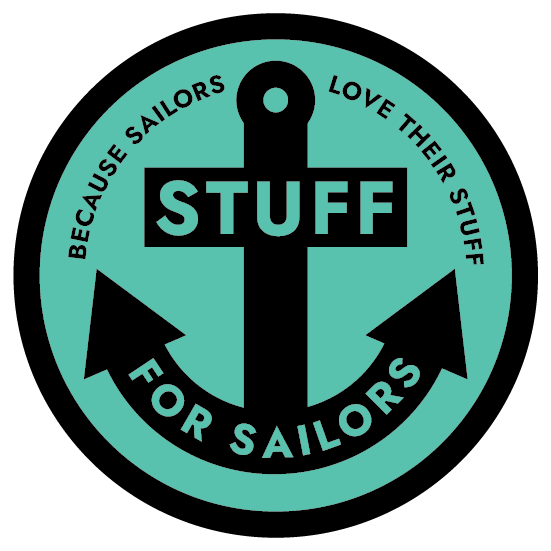 BECAUSE SAILORS
LOVE THEIR STUFF
STUFF
FOR SAILORS